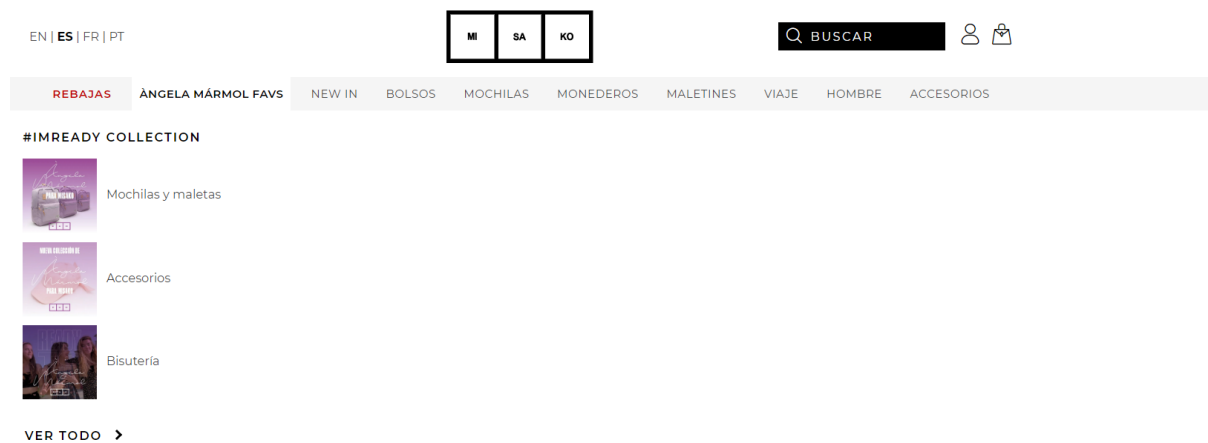 EN | ES | FR | PT
MI SA KO
BUSCAR
REBAJAS ÀNGELA MÁRMOL FAVS NEW IN BOLSOS MOCHILAS MONEDEROS MALETINES VIAJE HOMBRE ACCESORIOS
#IMREADY COLLECTION
Mochilas y maletas
Accesorios
Bisutería
VER TODO